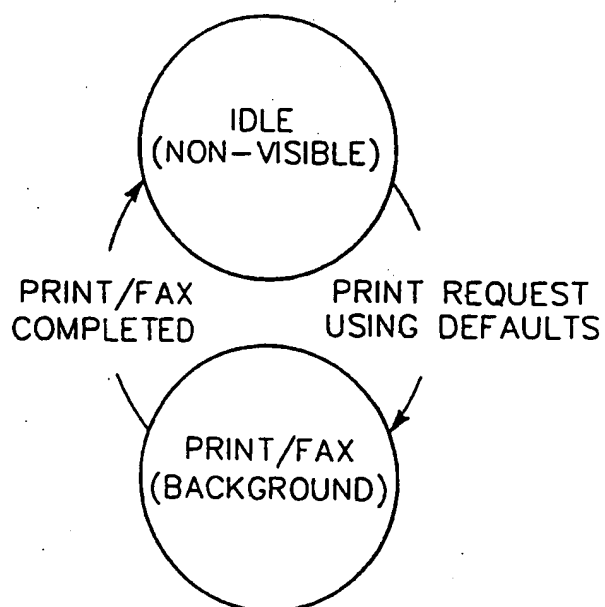 IDLE
(NON-VISIBLE)
PRINT/FAX
COMPLETED
PRINT REQUEST
USING DEFAULTS
PRINT/FAX
(BACKGROUND)